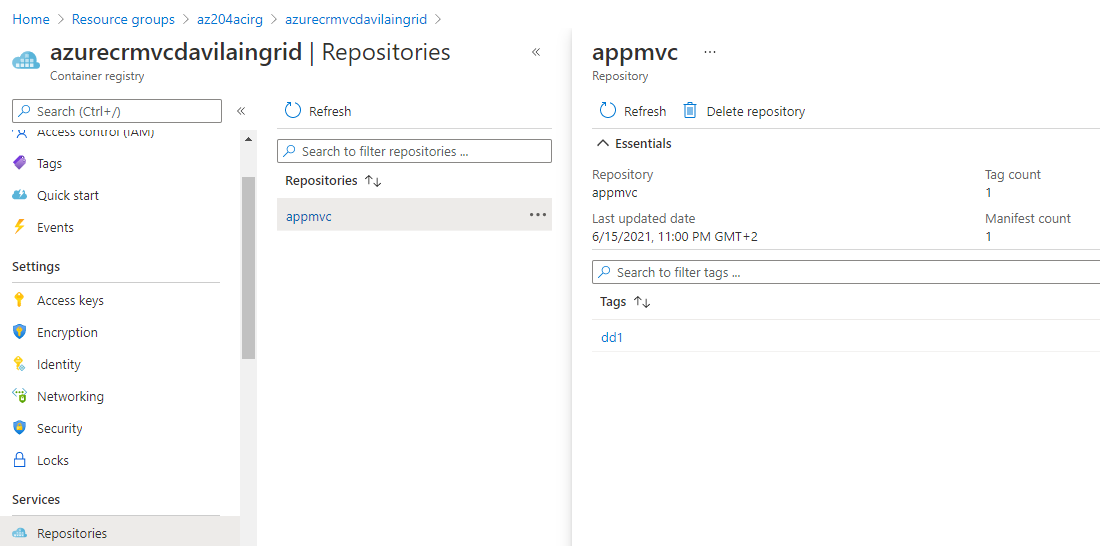 Home > Resource groups > az204acirg > azurecrmvcdavilaingrid >
azurecrmvcdavilaingrid | Repositories
Container registry
Search (Ctrl+/)
Access control (IAM)
Tags
Quick start
Events
Settings
Access keys
Encryption
Identity
Networking
Security
Locks
Services
Repositories
Refresh
Search to filter repositories ...
Repositories
appmvc
appmvc
Repository
Refresh Delete repository
Essentials
Repository Tag count
appmvc 1
Last updated date Manifest count
6/15/2021, 11:00 PM GMT+2 1
Search to filter tags ...
Tags
dd1